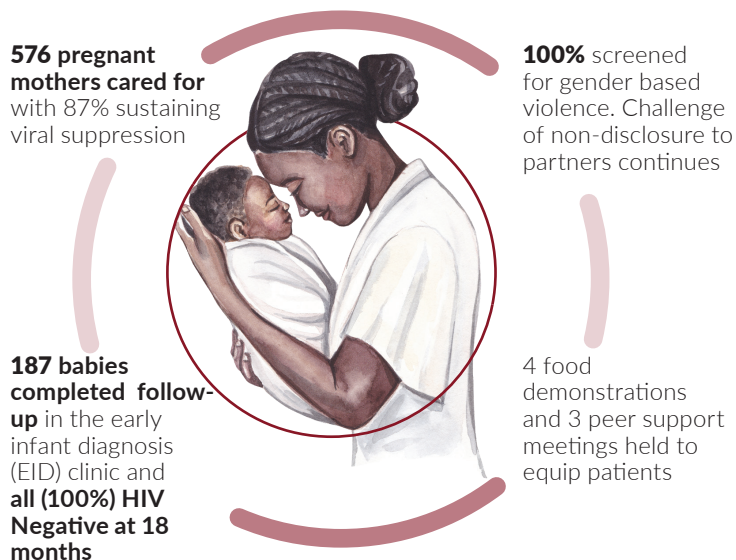 576 pregnant
mothers cared for
with 87% sustaining
viral suppression
100% screened
for gender based
violence. Challenge
of non-disclosure to
partners continues
187 babies
completed follow-
up in the early
infant diagnosis
(EID) clinic and
all (100%) HIV
Negative at 18
months
4 food
demonstrations
and 3 peer support
meetings held to
equip patients